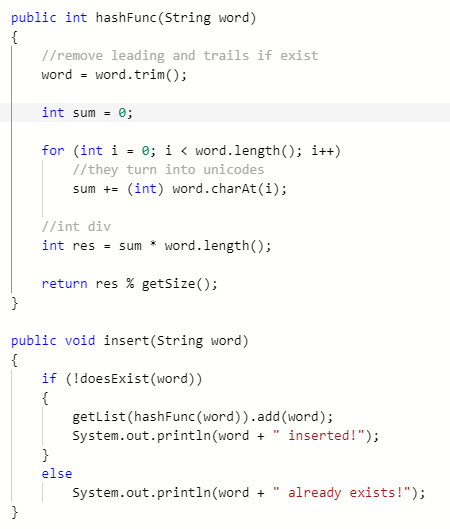 public int hashFunc(String word)
{
//remove leading and trails if exist
word = word.trim();
int sum = 0;
for (int i = 0; i < word.length(); i++)
//they turn into unicodes
sum += (int) word.charAt(i);
//int div
int res = sum * word.length();
return res % getSize();
}
public void insert(String word)
{
if (!doesExist(word))
{
getList(hashFunc(word)).add(word);
System.out.println(word + " inserted!");
}
else
System.out.println(word + " already exists!");
}